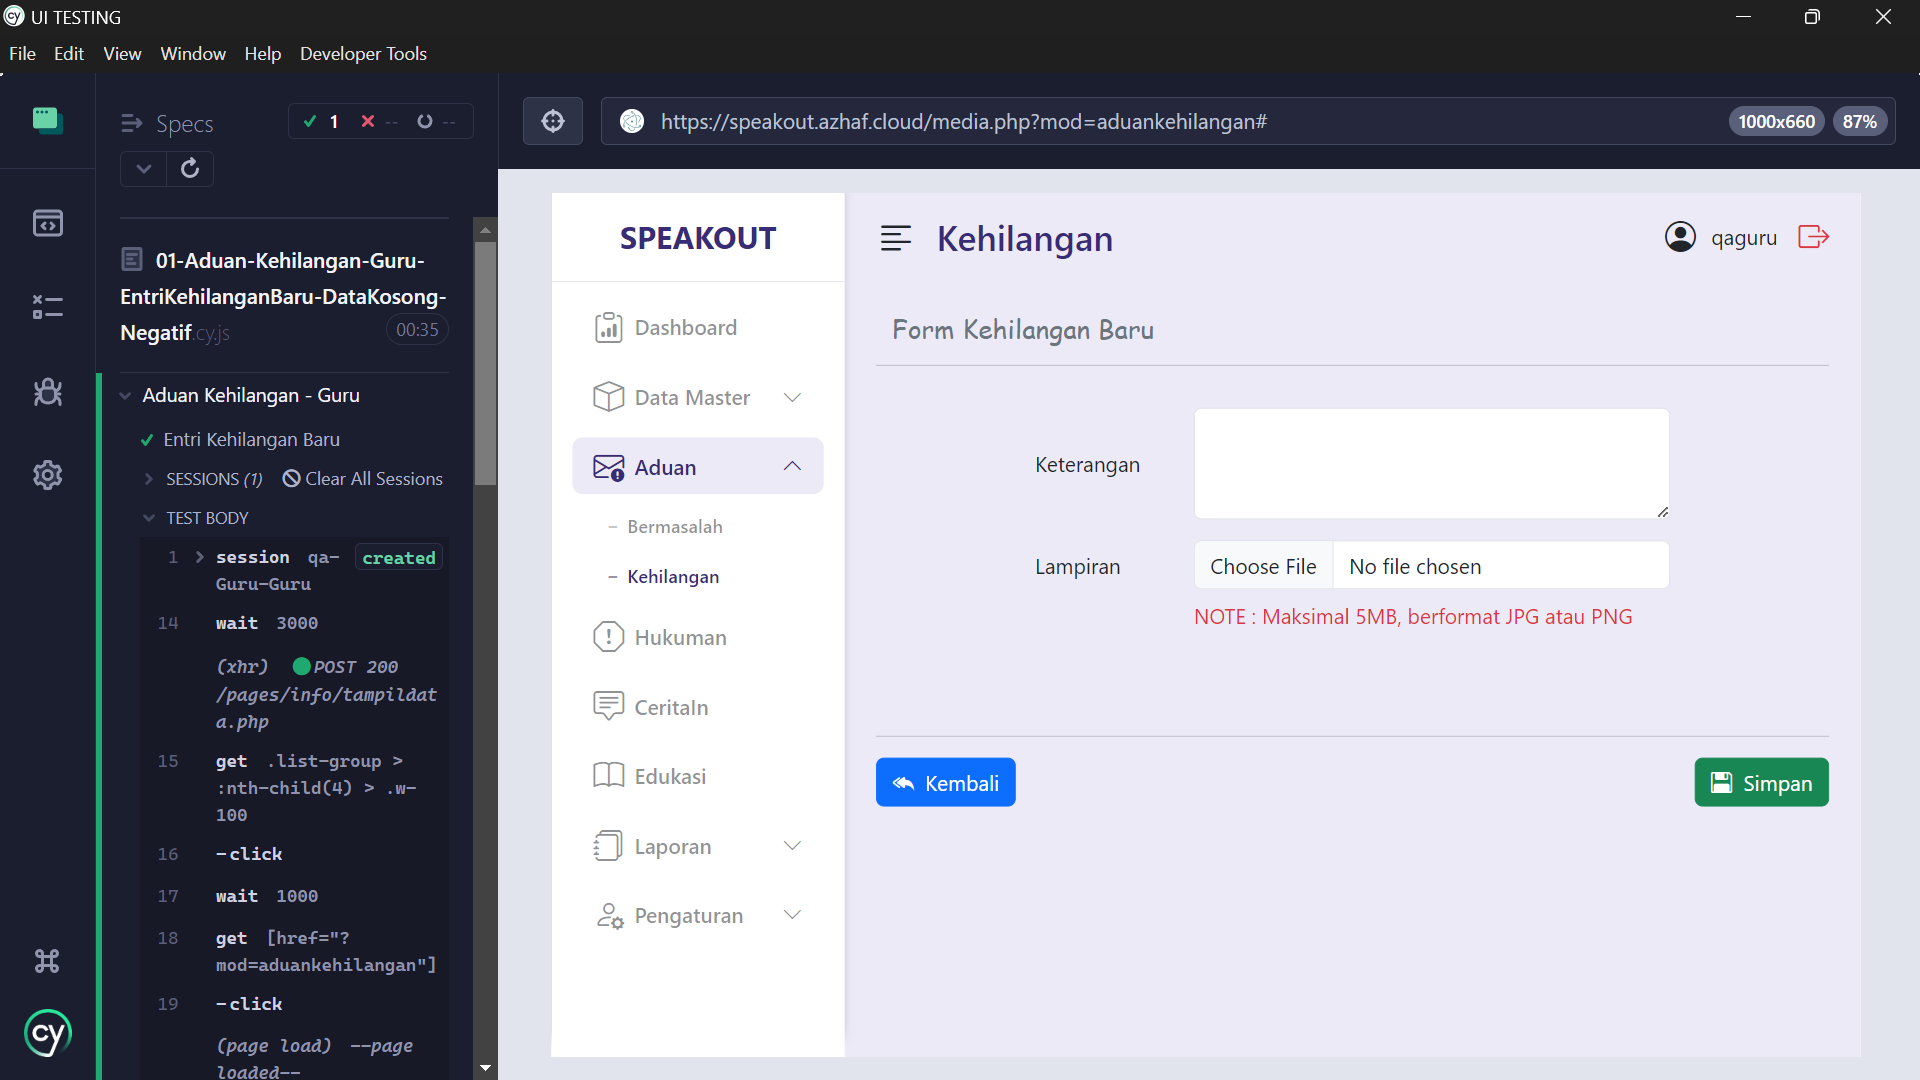 UI TESTING
File Edit View Window Help Developer Tools
Specs
1 -- --
01-Aduan-Kehilangan-Guru-
EntriKehilanganBaru-DataKosong-
Negatif.cy.js 00:35
Aduan Kehilangan - Guru
Entri Kehilangan Baru
SESSIONS (1) Clear All Sessions
TEST BODY
1 session qa- created
Guru-Guru
14 wait 3000
(xhr) POST 200
/pages/info/tampildat
a.php
15 get .list-group >
:nth-child(4) > .w-
100
16 -click
17 wait 1000
18 get [href="?
mod=aduankehilangan"]
19 -click
(page load) --page
loaded--
cy
https://speakout.azhaf.cloud/media.php?mod=aduankehilangan#
1000x660 87%
SPEAKOUT
Dashboard
Data Master
Aduan
– Bermasalah
– Kehilangan
Hukuman
CeritaIn
Edukasi
Laporan
Pengaturan
Kehilangan
qaguru
Form Kehilangan Baru
Keterangan
Lampiran
Choose File No file chosen
NOTE : Maksimal 5MB, berformat JPG atau PNG
Kembali
Simpan